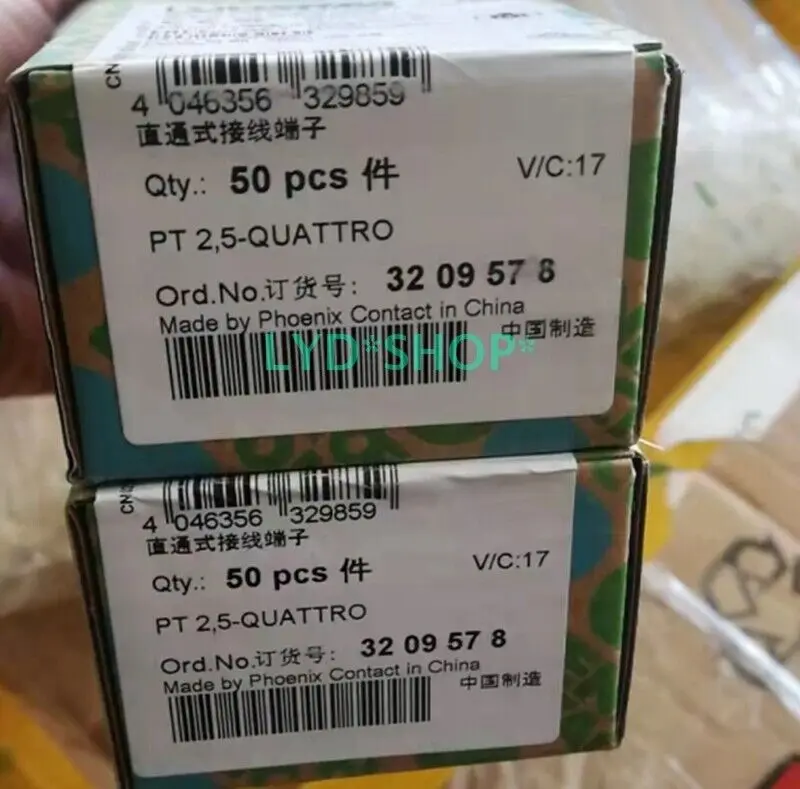 CN
4 046356 329859
直通式接线端子
Qty.: 50 pcs 件
V/C:17
PT 2,5-QUATTRO
Ord.No.订货号: 32 09 57 8
Made by Phoenix Contact in China
中国制造
LYD*SHOP*
CN
4 046356 329859
直通式接线端子
Qty.: 50 pcs 件
V/C:17
PT 2,5-QUATTRO
Ord.No.订货号: 32 09 57 8
Made by Phoenix Contact in China
中国制造